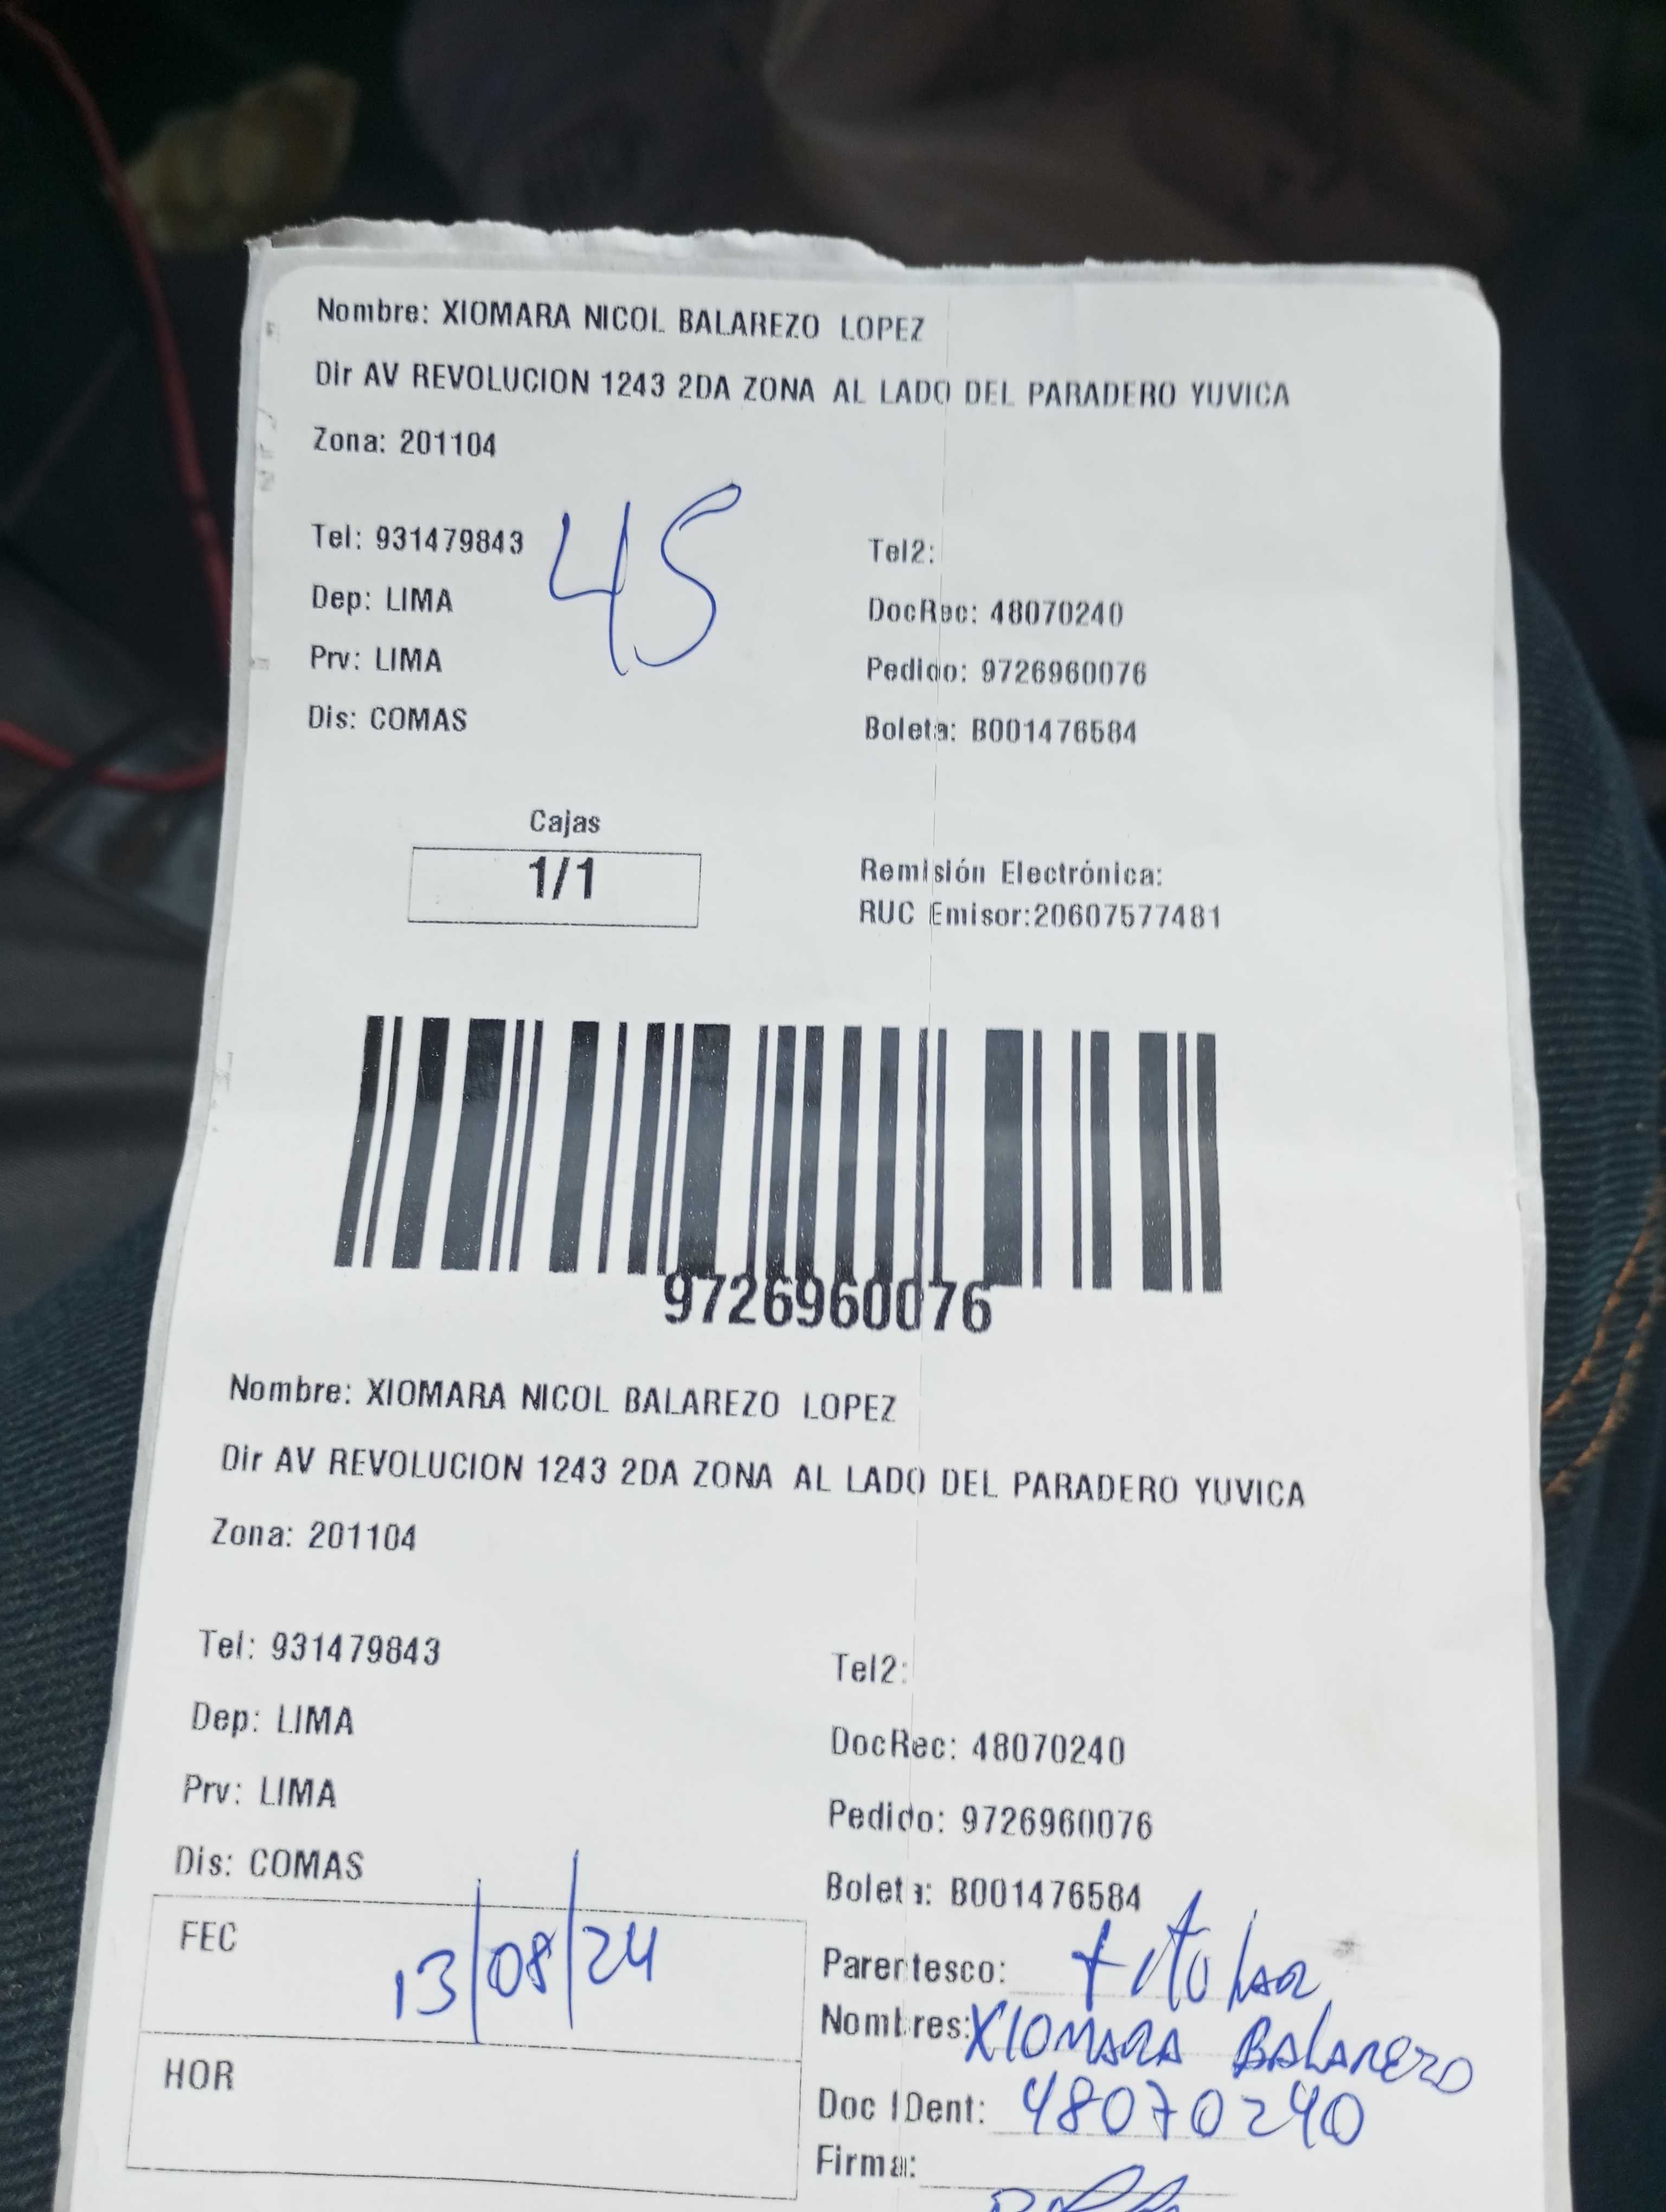 Nombre: XIOMARA NICOL BALAREZO LOPEZ
Dir AV REVOLUCION 1243 2DA ZONA AL LADO DEL PARADERO YUVICA
Zona: 201104
45
Tel: 931479843 Tel2:
Dep: LIMA DocRec: 48070240
Prv: LIMA Pedido: 9726960076
Dis: COMAS Boleta: B001476584
Cajas
1/1
Remisión Electrónica:
RUC Emisor:20607577481
9726960076
Nombre: XIOMARA NICOL BALAREZO LOPEZ
Dir AV REVOLUCION 1243 2DA ZONA AL LADO DEL PARADERO YUVICA
Zona: 201104
Tel: 931479843 Tel2:
Dep: LIMA DocRec: 48070240
Prv: LIMA Pedido: 9726960076
Dis: COMAS Boleta: B001476584
FEC 13/08/24
HOR
Parentesco: titular
Nombres: XIOMARA BALAREZO
Doc IDent: 48070240
Firma: